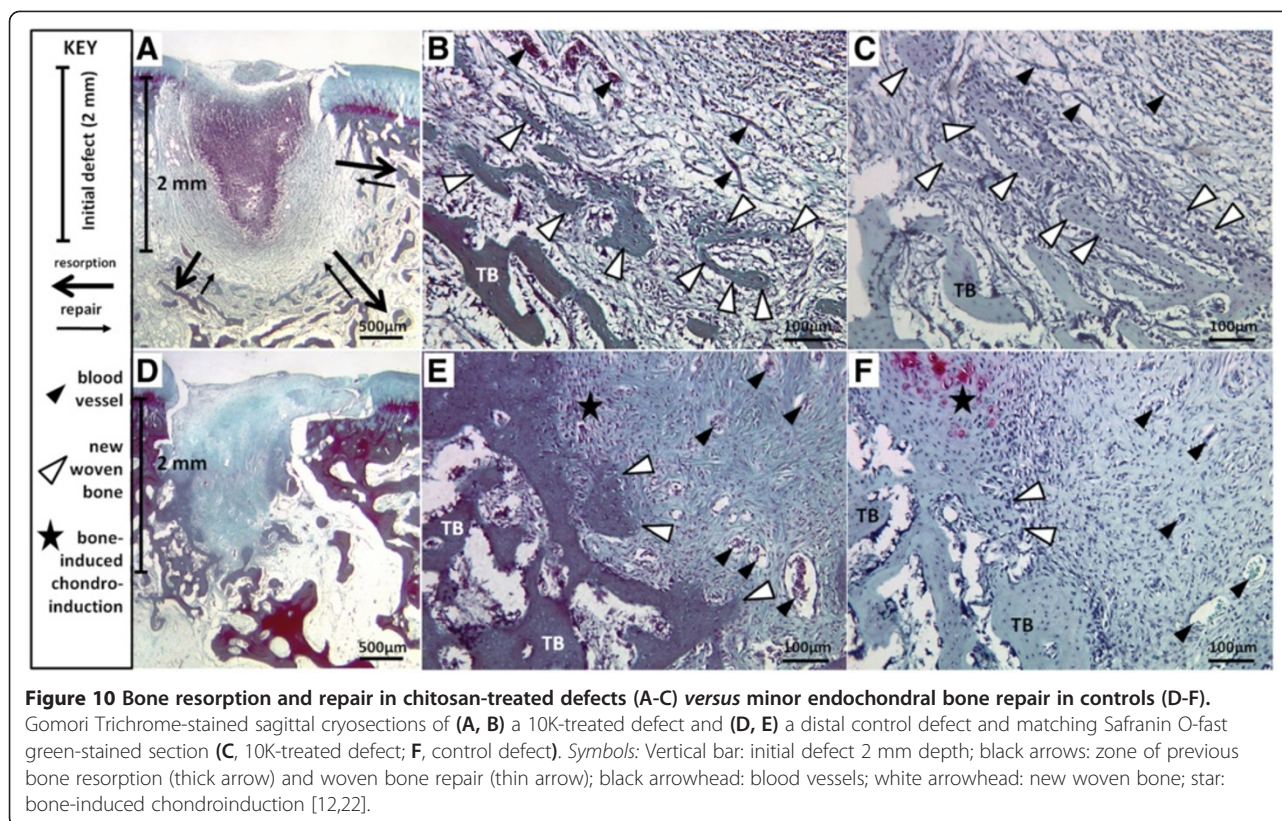 KEY
Initial defect (2 mm)
resorption
repair
blood
vessel
new
woven
bone
bone-
induced
chondro-
induction
A
2 mm
500µm
B
TB
100µm
C
TB
100µm
D
2 mm
500µm
E
TB
TB
100µm
F
TB
TB
100µm
Figure 10 Bone resorption and repair in chitosan-treated defects (A-C) versus minor endochondral bone repair in controls (D-F).
Gomori Trichrome-stained sagittal cryosections of (A, B) a 10K-treated defect and (D, E) a distal control defect and matching Safranin O-fast
green-stained section (C, 10K-treated defect; F, control defect). Symbols: Vertical bar: initial defect 2 mm depth; black arrows: zone of previous
bone resorption (thick arrow) and woven bone repair (thin arrow); black arrowhead: blood vessels; white arrowhead: new woven bone; star:
bone-induced chondroinduction [12,22].